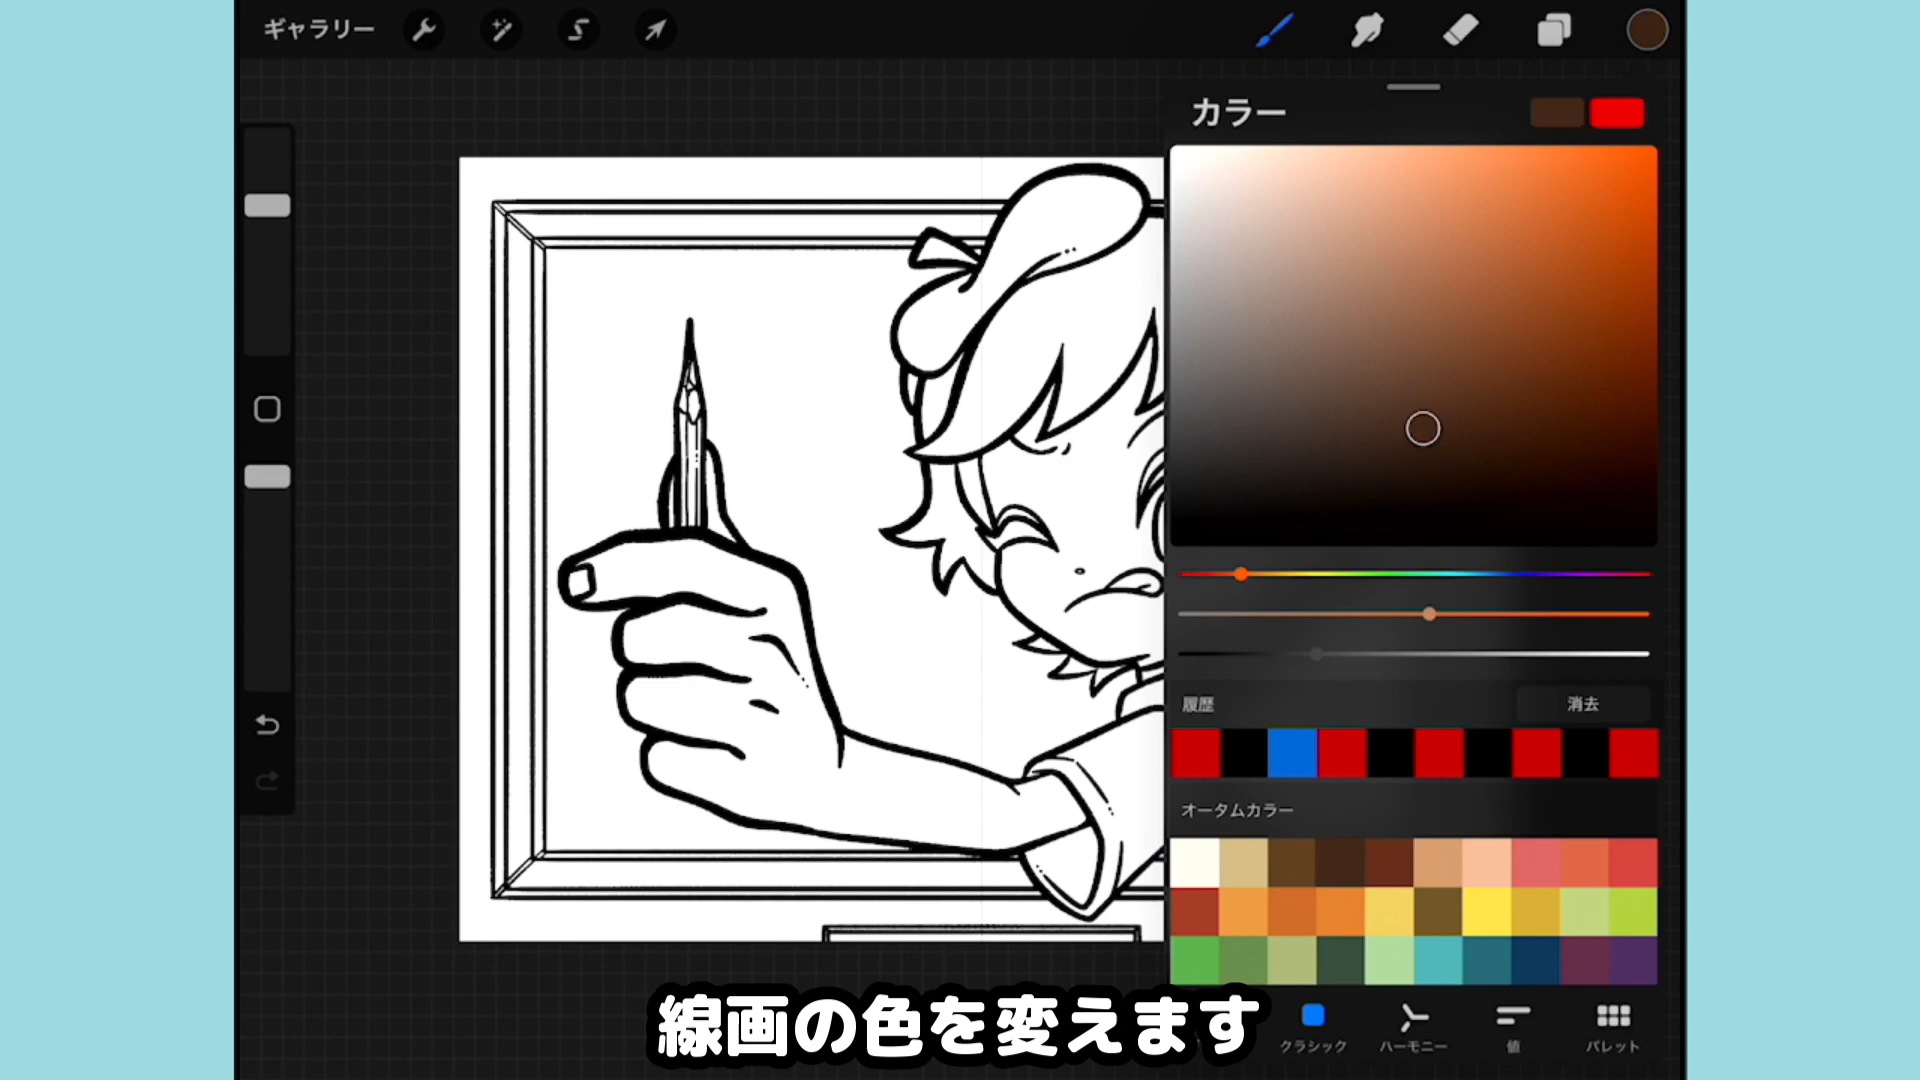 ギャラリー
カラー
履歴
消去
オータムカラー
線画の色を変えます
クラシック
ハーモニー
値
パレット